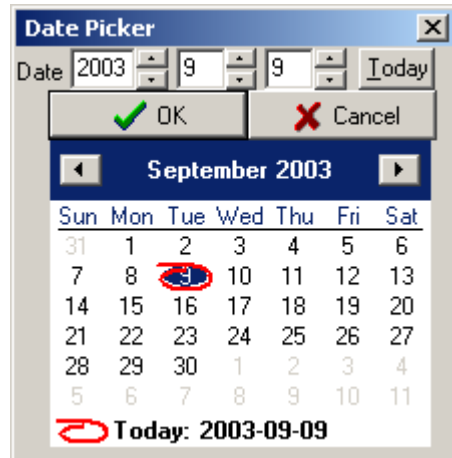 Date Picker
Date 2003 9 9 Today
OK Cancel
September 2003
Sun Mon Tue Wed Thu Fri Sat
31 1 2 3 4 5 6
7 8 9 10 11 12 13
14 15 16 17 18 19 20
21 22 23 24 25 26 27
28 29 30 1 2 3 4
5 6 7 8 9 10 11
Today: 2003-09-09